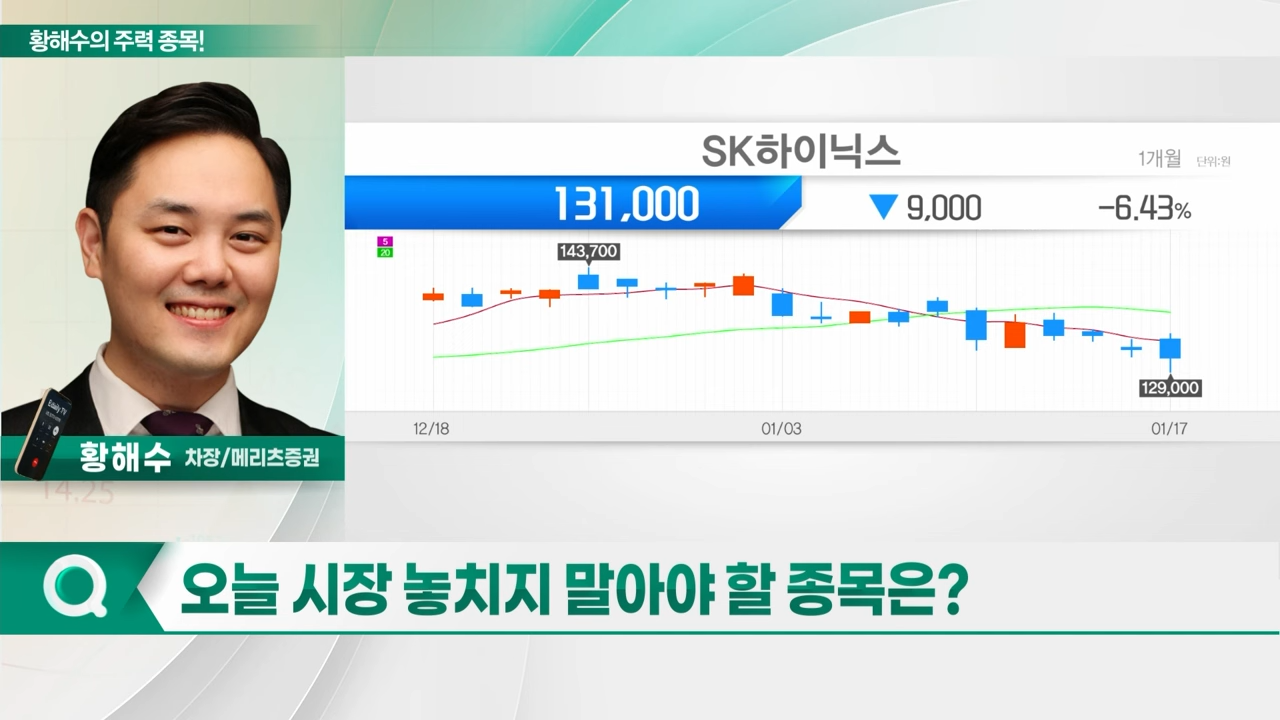 황해수의 주력 종목!
SK하이닉스
1개월 단위:원
131,000 ▼ 9,000 -6.43%
5
20
143,700
129,000
12/18 01/03 01/17
Edaily TV
황해수 차장/메리츠증권
14.25
오늘 시장 놓치지 말아야 할 종목은?